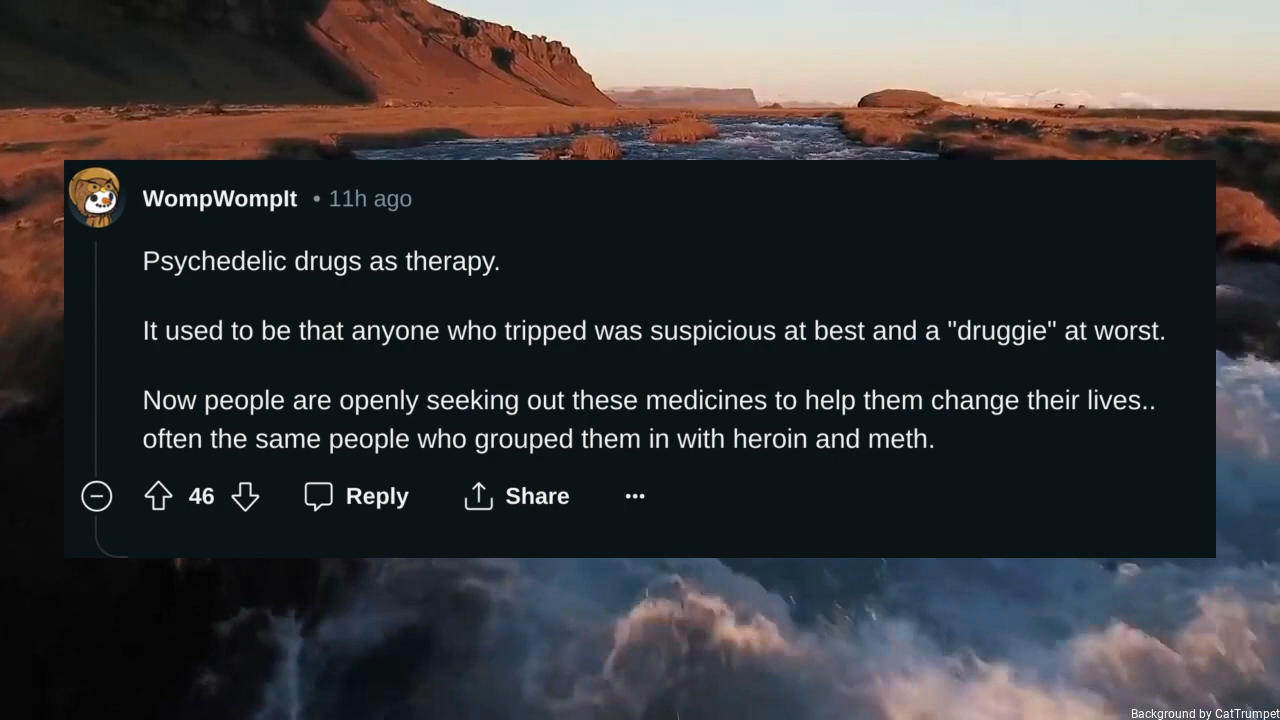 WompWompIt • 11h ago
Psychedelic drugs as therapy.
It used to be that anyone who tripped was suspicious at best and a "druggie" at worst.
Now people are openly seeking out these medicines to help them change their lives..
often the same people who grouped them in with heroin and meth.
46 Reply Share ...
Background by CatTrumpet